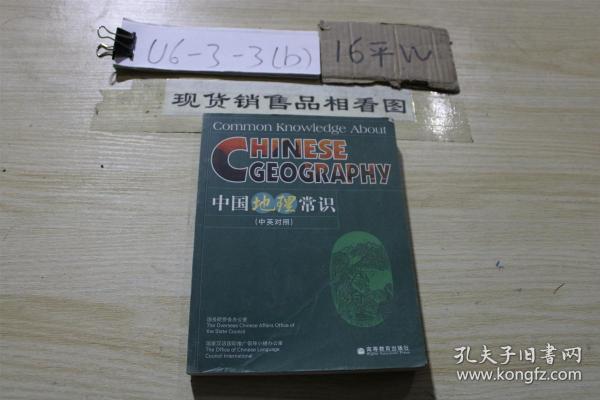 U6-3-3(b)
16平W
现货销售品相看图
Common Knowledge About
CHINESE
GEOGRAPHY
中国地理常识
(中英对照)
国务院侨务办公室
The Overseas Chinese Affairs Office of
the State Council
国家汉语国际推广领导小组办公室
The Office of Chinese Language
Council International
高等教育出版社
Higher Education Press
孔夫子旧书网
www.kongfz.com